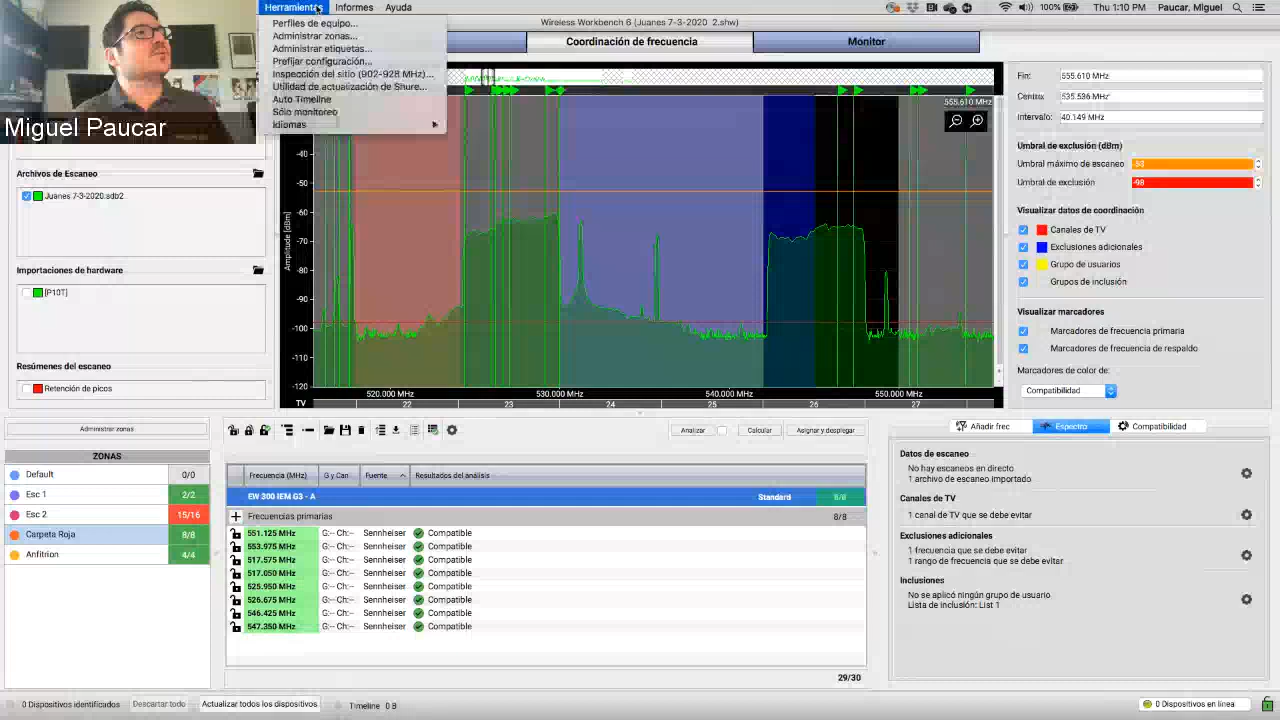 Herramientas Informes Ayuda
100% Thu 1:10 PM Paucar, Miguel
Wireless Workbench 6 (Juanes 7-3-2020 2.shw)
Perfiles de equipo...
Administrar zonas...
Administrar etiquetas...
Prefijar configuración...
Inspección del sitio (902-928 MHz)...
Utilidad de actualización de Shure...
Auto Timeline
Sólo monitoreo
Idiomas
Miguel Paucar
Coordinación de frecuencia
Monitor
Archivos de Escaneo
Juanes 7-3-2020.sdb2
Importaciones de hardware
(P10T)
Resúmenes del escaneo
Retención de picos
555.610 MHz
Amplitude [dBm]
-40
-50
-60
-70
-80
-90
-100
-110
-120
520.000 MHz 530.000 MHz 540.000 MHz 550.000 MHz
TV 22 23 24 25 26 27
Fin: 555.610 MHz
Centro: 535.536 MHz
Intervalo: 40.149 MHz
Umbral de exclusión (dBm)
Umbral máximo de escaneo -53
Umbral de exclusión -98
Visualizar datos de coordinación
Canales de TV
Exclusiones adicionales
Grupo de usuarios
Grupos de inclusión
Visualizar marcadores
Marcadores de frecuencia primaria
Marcadores de frecuencia de respaldo
Marcadores de color de:
Compatibilidad
Administrar zonas
ZONAS
Default 0/0
Esc 1 2/2
Esc 2 15/16
Carpeta Roja 8/8
Anfitrion 4/4
Analizar Calcular Asignar y desplegar
Frecuencia (MHz) G y Can Fuente Resultados del análisis
EW 300 IEM G3 - A Standard 8/8
Frecuencias primarias 8/8
551.125 MHz G:-- Ch:-- Sennheiser Compatible
553.975 MHz G:-- Ch:-- Sennheiser Compatible
517.575 MHz G:-- Ch:-- Sennheiser Compatible
517.050 MHz G:-- Ch:-- Sennheiser Compatible
525.950 MHz G:-- Ch:-- Sennheiser Compatible
526.675 MHz G:-- Ch:-- Sennheiser Compatible
546.425 MHz G:-- Ch:-- Sennheiser Compatible
547.350 MHz G:-- Ch:-- Sennheiser Compatible
29/30
Añadir frec Espectro Compatibilidad
Datos de escaneo
No hay escaneos en directo
1 archivo de escaneo importado
Canales de TV
1 canal de TV que se debe evitar
Exclusiones adicionales
1 frecuencia que se debe evitar
1 rango de frecuencia que se debe evitar
Inclusiones
No se aplicó ningún grupo de usuario
Lista de inclusión: List 1
0 Dispositivos identificados Descartar todo Actualizar todos los dispositivos Timeline 0 B
0 Dispositivos en línea